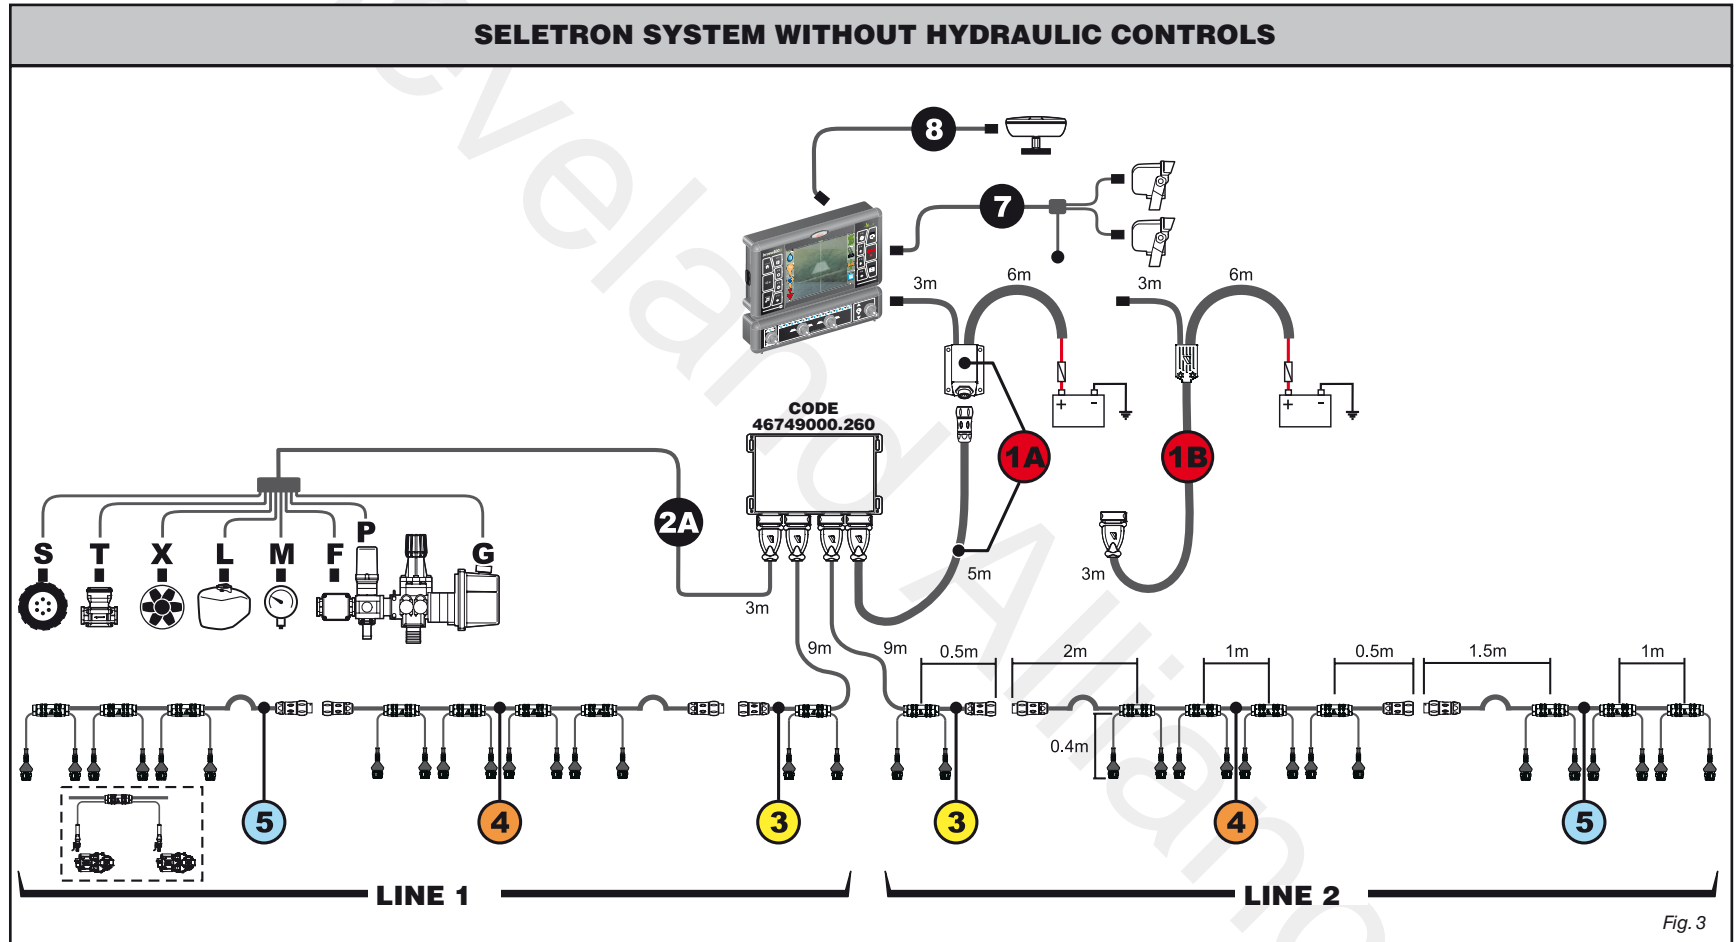 SELETRON SYSTEM WITHOUT HYDRAULIC CONTROLS
8
7
3m
6m
3m
6m
+ -
+ -
CODE
46749000.260
1A
1B
2A
P
S T X L M F G
5m
3m
3m
9m
9m
0.5m
2m
1m
0.5m
1.5m
1m
0.4m
5
4
3
3
4
5
LINE 1
LINE 2
Fig. 3
eveland Allianc